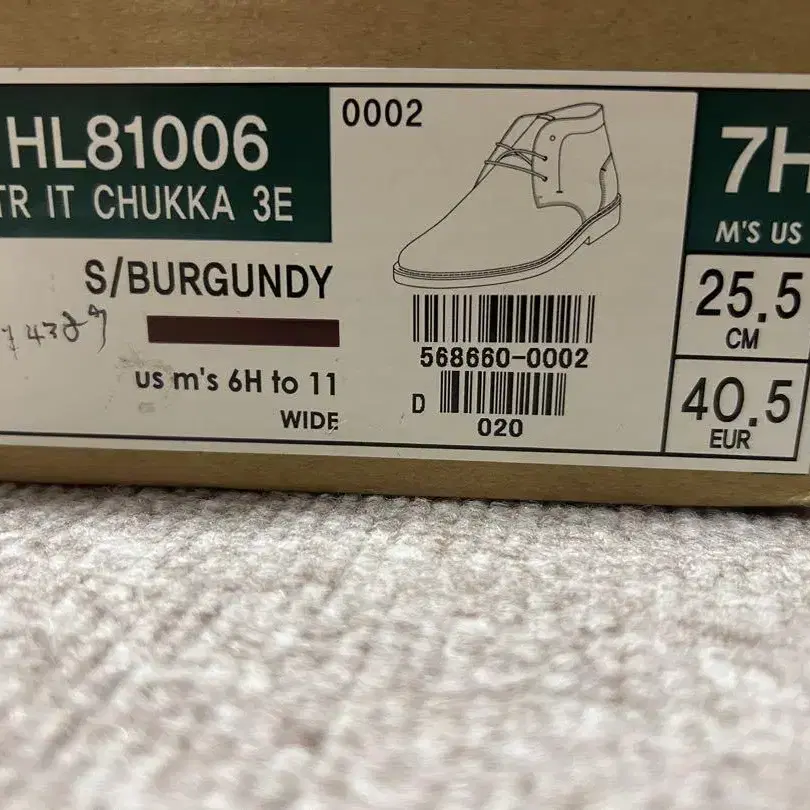 0002
HL81006
TR IT CHUKKA 3E
7H
M'S US
S/BURGUNDY
25.5
CM
568660-0002
us m's 6H to 11
WIDE
D
020
40.5
EUR